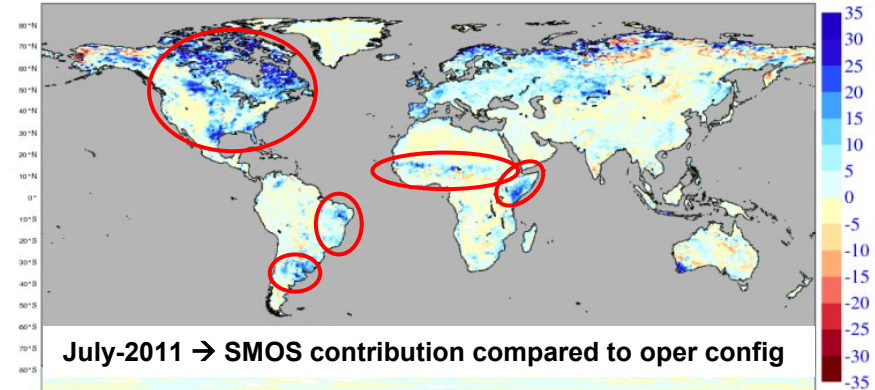 80°N
70°N
60°N
50°N
40°N
30°N
20°N
10°N
0°
10°S
20°S
30°S
40°S
50°S
60°S
70°S
80°S
35
30
25
20
15
10
5
0
-5
-10
-15
-20
-25
-30
-35
July-2011 → SMOS contribution compared to oper config